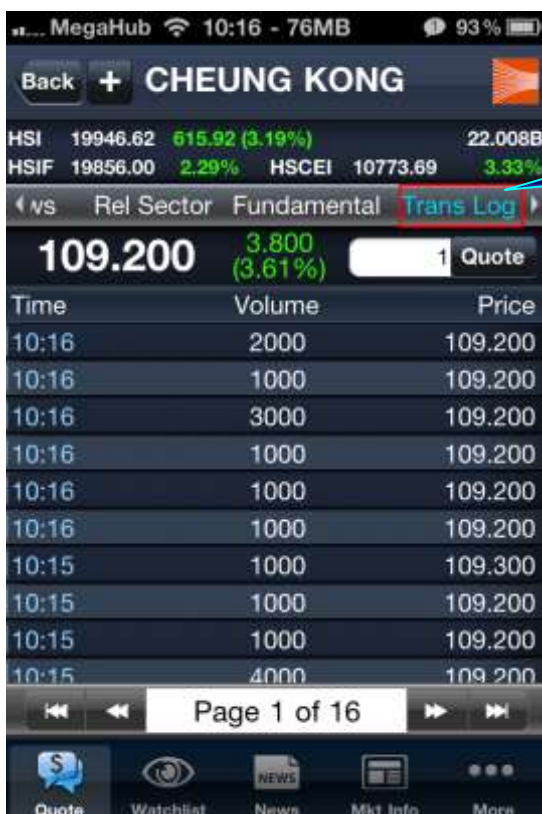 MegaHub 10:16 - 76MB 93%
Back + CHEUNG KONG
HSI 19946.62 615.92 (3.19%) 22.008B
HSIF 19856.00 2.29% HSCEI 10773.69 3.33%
ws Rel Sector Fundamental Trans Log
109.200 3.800 (3.61%) 1 Quote
Time Volume Price
10:16 2000 109.200
10:16 1000 109.200
10:16 3000 109.200
10:16 1000 109.200
10:16 1000 109.200
10:16 1000 109.200
10:15 1000 109.300
10:15 1000 109.200
10:15 1000 109.200
10:15 4000 109.200
Page 1 of 16
Quote Watchlist News Mkt Info More